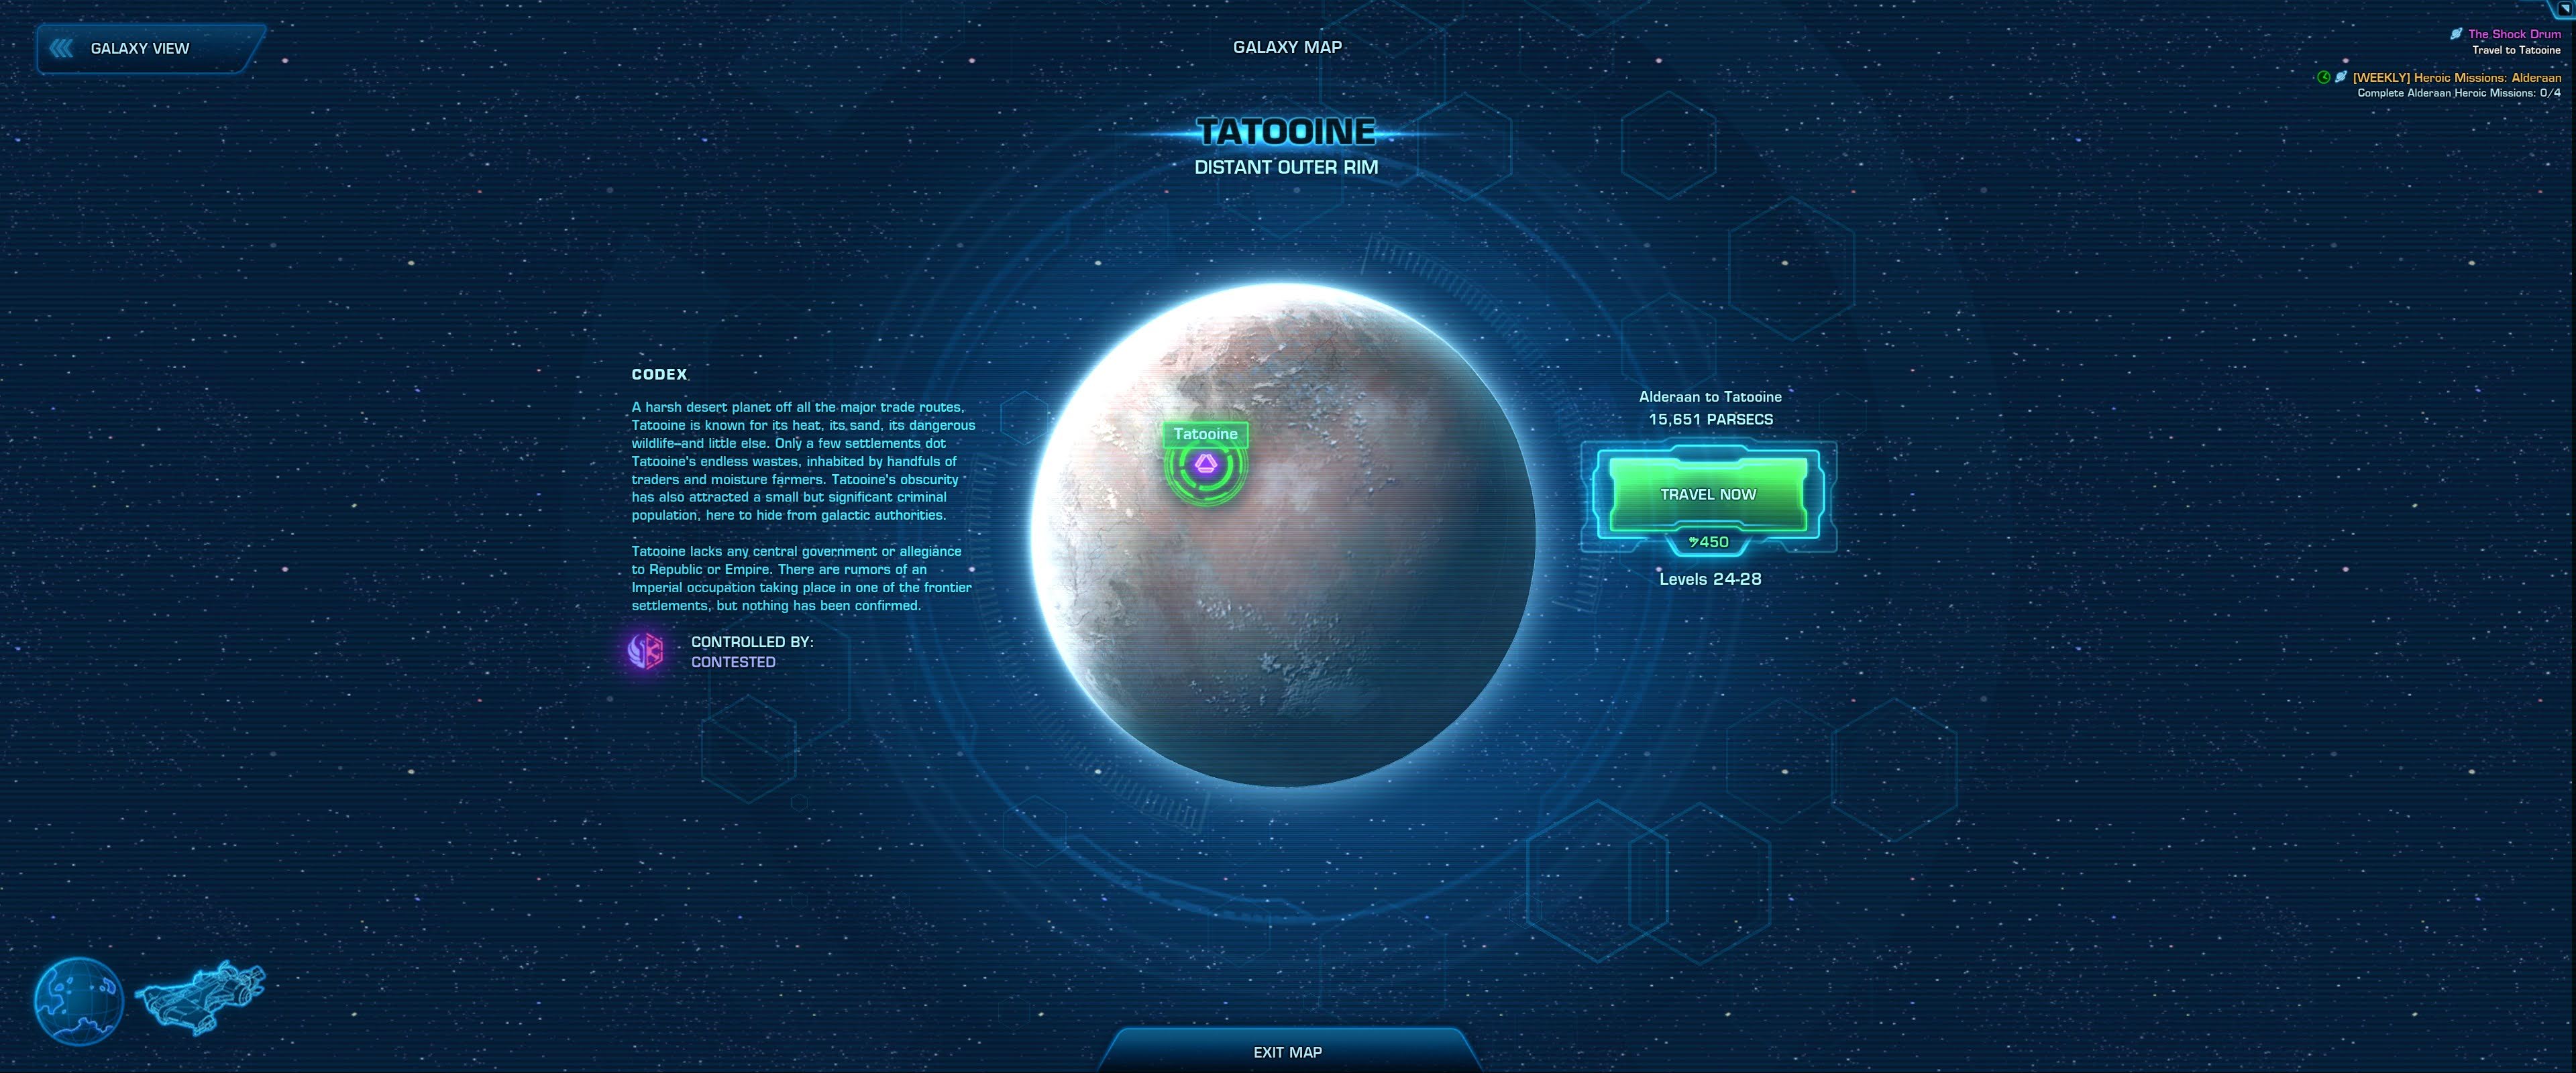 GALAXY VIEW
GALAXY MAP
The Shock Drum
Travel to Tatooine
[WEEKLY] Heroic Missions: Alderaan
Complete Alderaan Heroic Missions: 0/4
TATOOINE
DISTANT OUTER RIM
CODEX
A harsh desert planet off all the major trade routes,
Tatooine is known for its heat, its sand, its dangerous
wildlife—and little else. Only a few settlements dot
Tatooine's endless wastes, inhabited by handfuls of
traders and moisture farmers. Tatooine's obscurity
has also attracted a small but significant criminal
population, here to hide from galactic authorities.
Tatooine lacks any central government or allegiance
to Republic or Empire. There are rumors of an
Imperial occupation taking place in one of the frontier
settlements, but nothing has been confirmed.
CONTROLLED BY:
CONTESTED
Tatooine
Alderaan to Tatooine
15,651 PARSECS
TRAVEL NOW
450
Levels 24-28
EXIT MAP